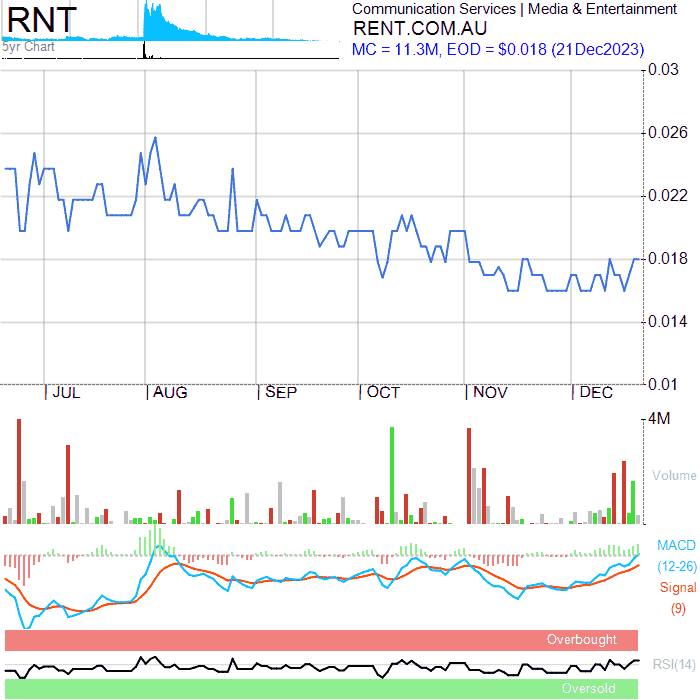 RNT
5yr Chart
Communication Services | Media & Entertainment
RENT.COM.AU
MC = 11.3M, EOD = $0.018 (21Dec2023)
0.03
0.026
0.022
0.018
0.014
0.01
JUL AUG SEP OCT NOV DEC
4M
Volume
MACD
(12-26)
Signal
(9)
Overbought
RSI(14)
Oversold